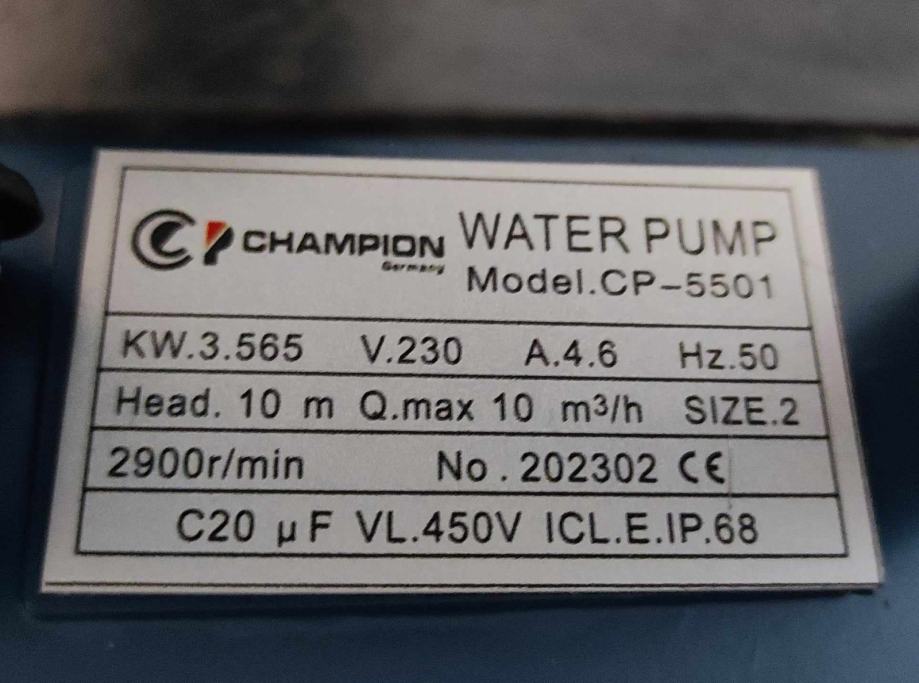 CHAMPION WATER PUMP
Germany Model.CP-5501
KW.3.565 V.230 A.4.6 Hz.50
Head. 10 m Q.max 10 m³/h SIZE.2
2900r/min No.202302 CE
C20 µF VL.450V ICL.E.IP.68